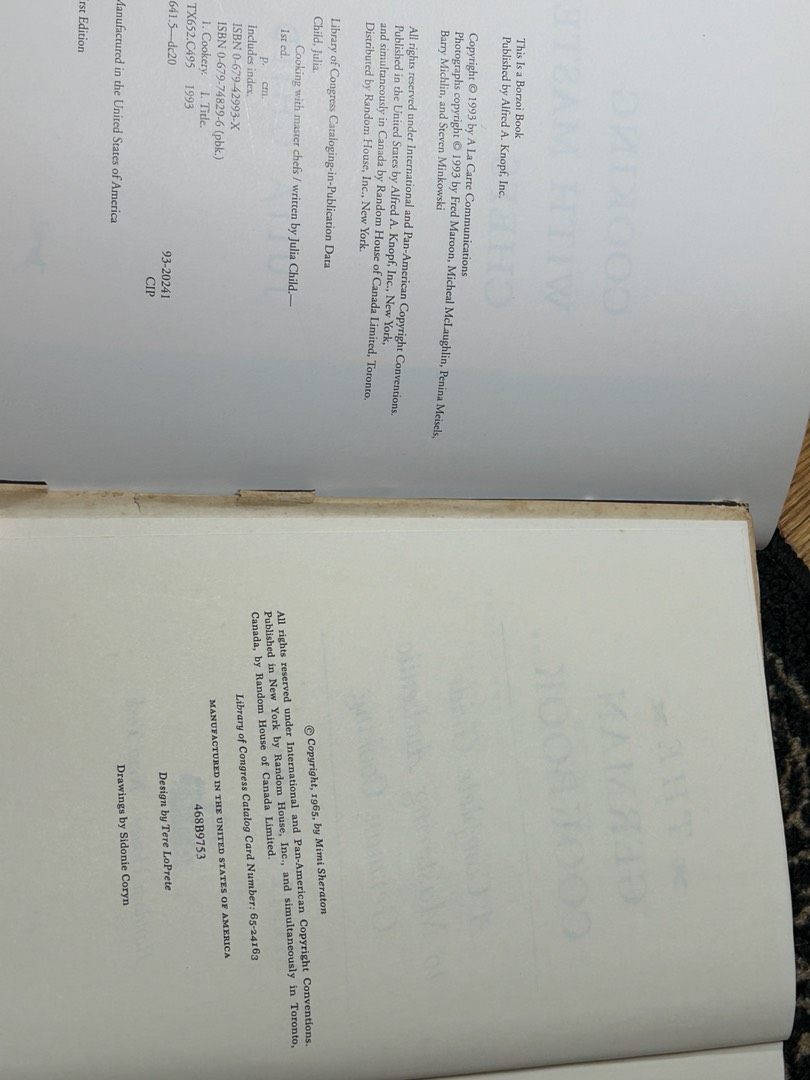 This Is a Borzoi Book
Published by Alfred A. Knopf, Inc.
Copyright © 1993 by A La Carte Communications
Photographs copyright © 1993 by Fred Maroon, Micheal McLaughlin, Penina Meisels,
Barry Michlin, and Steven Minkowski
All rights reserved under International and Pan-American Copyright Conventions.
Published in the United States by Alfred A. Knopf, Inc., New York,
and simultaneously in Canada by Random House of Canada Limited, Toronto.
Distributed by Random House, Inc., New York.
Library of Congress Cataloging-in-Publication Data
Child, Julia.
Cooking with master chefs / written by Julia Child.—
1st ed.
p. cm.
Includes index.
ISBN 0-679-42993-X
ISBN 0-679-74829-6 (pbk.)
1. Cookery. I. Title.
TX652.C495 1993
641.5—dc20
93-20241
CIP
Manufactured in the United States of America
rst Edition
© Copyright, 1965, by Mimi Sheraton
All rights reserved under International and Pan-American Copyright Conventions.
Published in New York by Random House, Inc., and simultaneously in Toronto,
Canada, by Random House of Canada Limited.
Library of Congress Catalog Card Number: 65-24163
MANUFACTURED IN THE UNITED STATES OF AMERICA
468B9753
Design by Tere LoPrete
Drawings by Sidonie Coryn